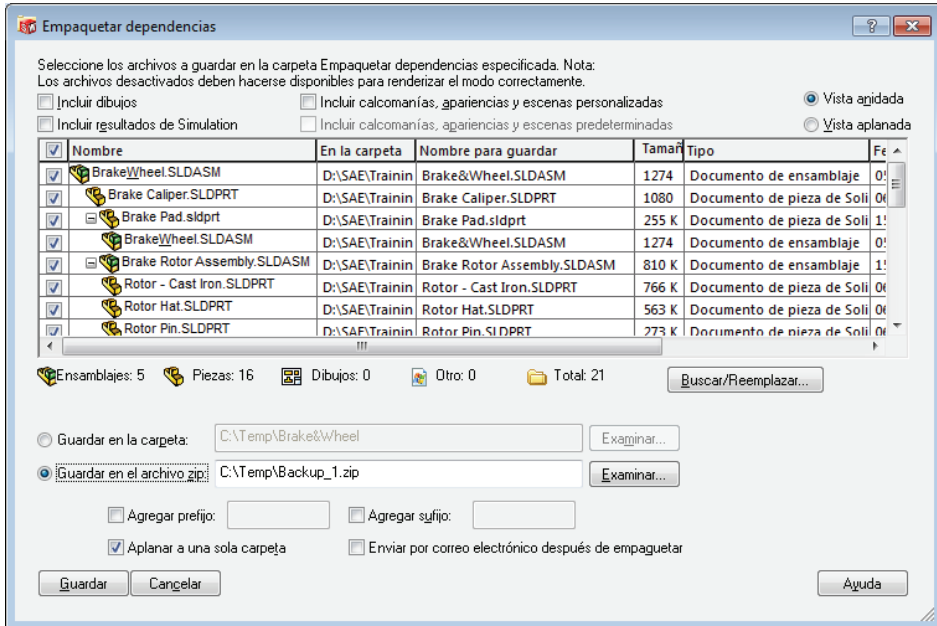 Empaquetar dependencias
Seleccione los archivos a guardar en la carpeta Empaquetar dependencias especificada. Nota:
Los archivos desactivados deben hacerse disponibles para renderizar el modo correctamente.
Incluir dibujos Incluir calcomanías, apariencias y escenas personalizadas Vista anidada
Incluir resultados de Simulation Incluir calcomanías, apariencias y escenas predeterminadas Vista aplanada
Nombre En la carpeta Nombre para guardar Tamañ Tipo Fe
BrakeWheel.SLDASM D:\SAE\Trainin Brake&Wheel.SLDASM 1274 Documento de ensamblaje 0
Brake Caliper.SLDPRT D:\SAE\Trainin Brake Caliper.SLDPRT 1080 Documento de pieza de Soli 0
Brake Pad.sldprt D:\SAE\Trainin Brake Pad.sldprt 255 K Documento de pieza de Soli 1
BrakeWheel.SLDASM D:\SAE\Trainin Brake&Wheel.SLDASM 1274 Documento de ensamblaje 0
Brake Rotor Assembly.SLDASM D:\SAE\Trainin Brake Rotor Assembly.SLDASM 810 K Documento de ensamblaje 1
Rotor - Cast Iron.SLDPRT D:\SAE\Trainin Rotor - Cast Iron.SLDPRT 766 K Documento de pieza de Soli 0
Rotor Hat.SLDPRT D:\SAE\Trainin Rotor Hat.SLDPRT 563 K Documento de pieza de Soli 0
Rotor Pin.SLDPRT D:\SAE\Trainin Rotor Pin.SLDPRT 273 K Documento de pieza de Soli 0
Ensamblajes: 5 Piezas: 16 Dibujos: 0 Otro: 0 Total: 21 Buscar/Reemplazar...
Guardar en la carpeta: C:\Temp\Brake&Wheel Examinar...
Guardar en el archivo zip: C:\Temp\Backup_1.zip Examinar...
Agregar prefijo: Agregar sufijo:
Aplanar a una sola carpeta Enviar por correo electrónico después de empaguetar
Guardar Cancelar Ayuda